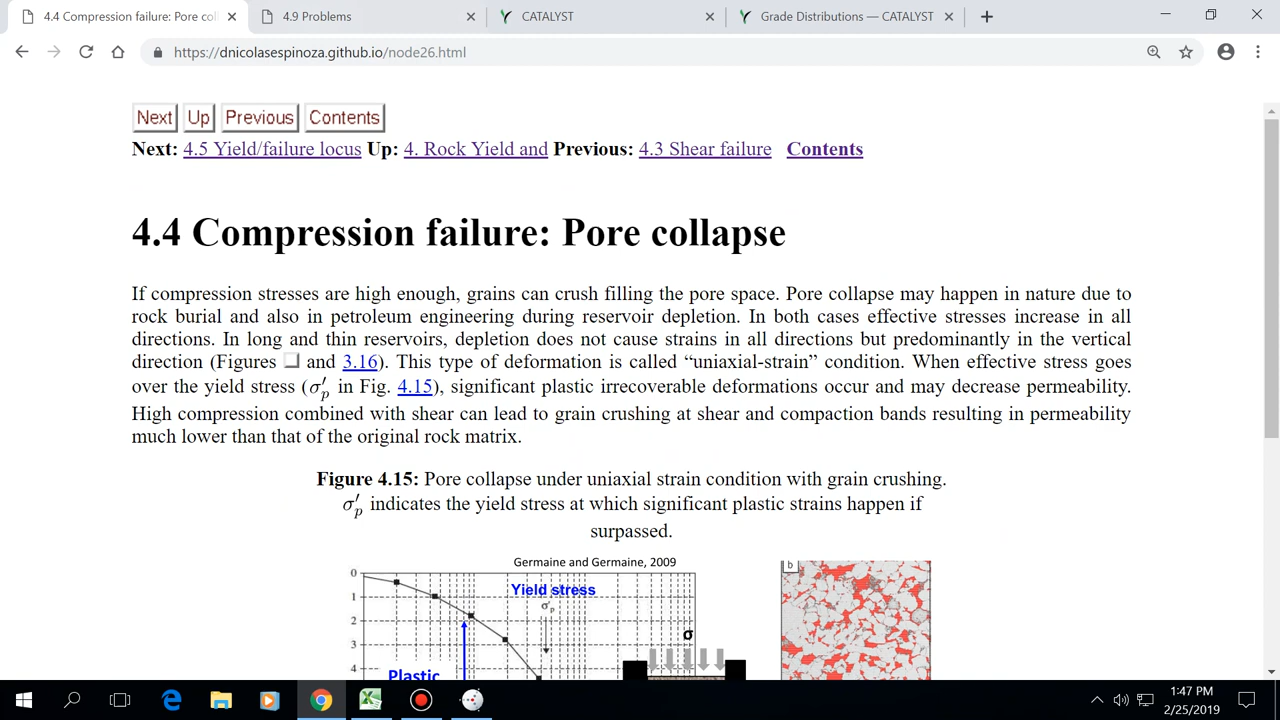 4.4 Compression failure: Pore col
4.9 Problems
CATALYST
Grade Distributions — CATALYST
https://dnicolasespinoza.github.io/node26.html
Next Up Previous Contents
Next: 4.5 Yield/failure locus Up: 4. Rock Yield and Previous: 4.3 Shear failure Contents
4.4 Compression failure: Pore collapse
If compression stresses are high enough, grains can crush filling the pore space. Pore collapse may happen in nature due to
rock burial and also in petroleum engineering during reservoir depletion. In both cases effective stresses increase in all
directions. In long and thin reservoirs, depletion does not cause strains in all directions but predominantly in the vertical
direction (Figures and 3.16). This type of deformation is called “uniaxial-strain” condition. When effective stress goes
over the yield stress (σ′p in Fig. 4.15), significant plastic irrecoverable deformations occur and may decrease permeability.
High compression combined with shear can lead to grain crushing at shear and compaction bands resulting in permeability
much lower than that of the original rock matrix.
Figure 4.15: Pore collapse under uniaxial strain condition with grain crushing.
σ′p indicates the yield stress at which significant plastic strains happen if
surpassed.
Germaine and Germaine, 2009
b
0
Yield stress
1
σ′p
2
σ
3
4
Plastic
1:47 PM
2/25/2019